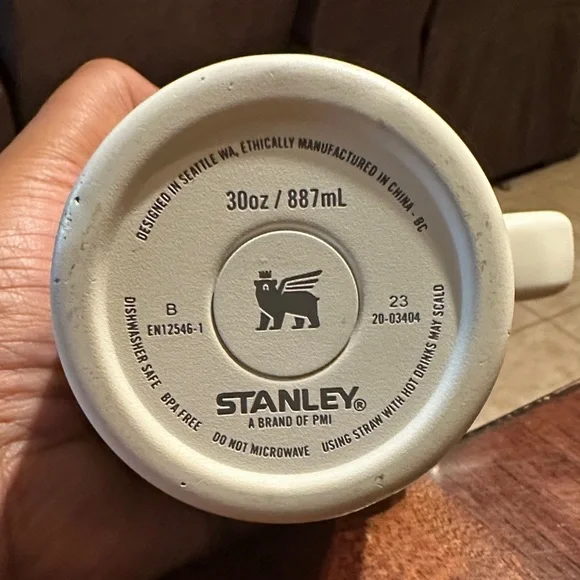 DESIGNED IN SEATTLE WA, ETHICALLY MANUFACTURED IN CHINA - BC
30oz / 887mL
B
EN12546-1
23
20-03404
STANLEY®
A BRAND OF PMI
DISHWASHER SAFE BPA FREE DO NOT MICROWAVE USING STRAW WITH HOT DRINKS MAY SCALD